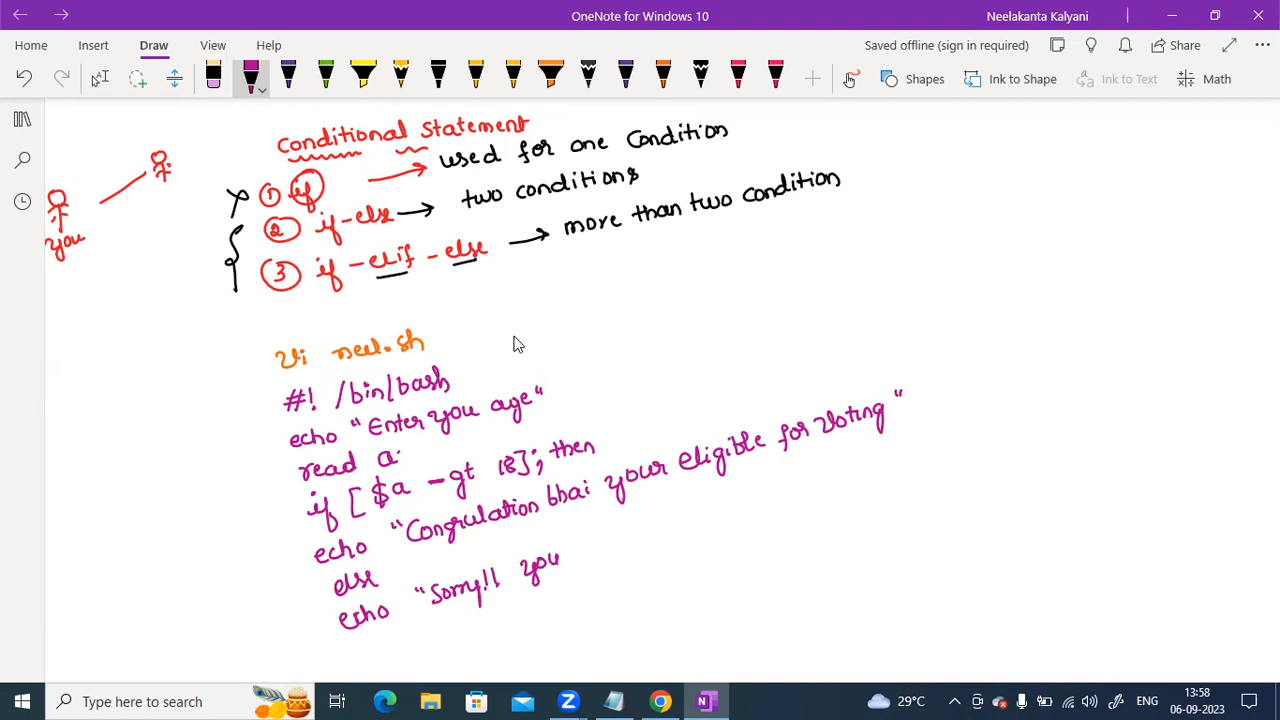 OneNote for Windows 10
Neelakanta Kalyani
Home Insert Draw View Help
Saved offline (sign in required)
Share
Shapes
Ink to Shape
Ink to Text
Math
Conditional Statement
① if → used for one Condition
② if-else → two conditions
③ if - elif - else → more than two condition
you
vi neel.sh
#! /bin/bash
echo "Enter you age"
read a
if [ $a -gt 18]; then
echo "Congrulation bhai your eligible for voting"
else
echo "Sorry!! you
Type here to search
29°C
ENG
13:58
06-09-2023